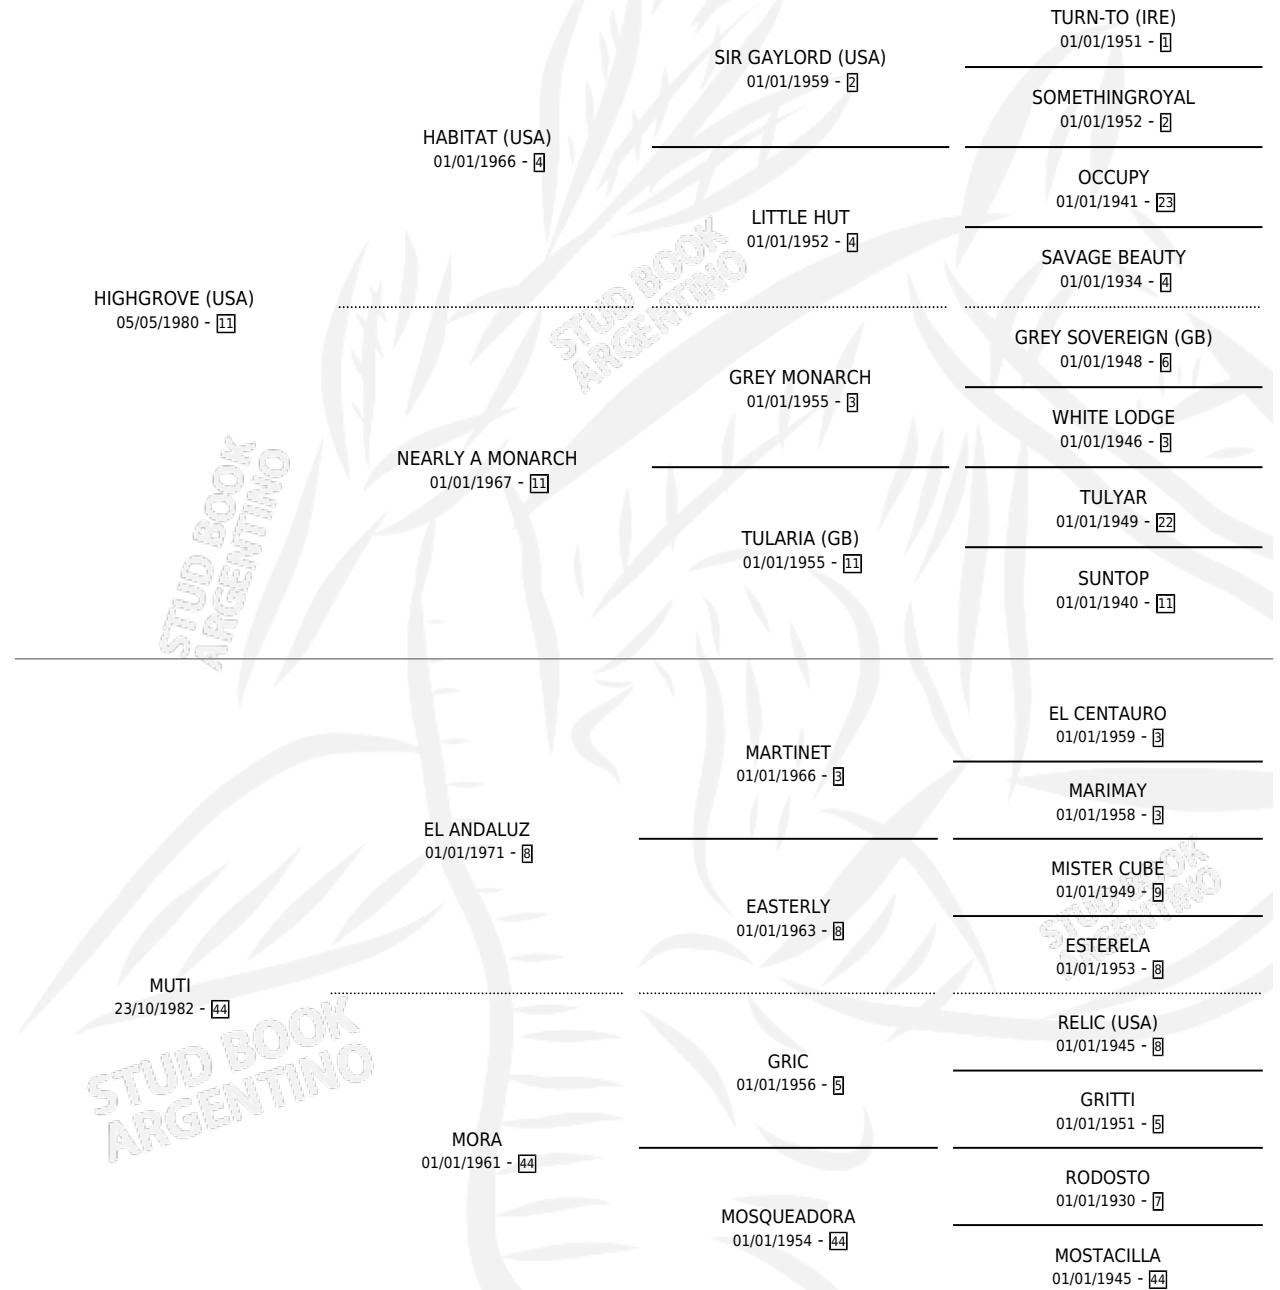 TURN-TO (IRE)
01/01/1951 - 1
SIR GAYLORD (USA)
01/01/1959 - 2
SOMETHINGROYAL
01/01/1952 - 2
HABITAT (USA)
01/01/1966 - 4
OCCUPY
01/01/1941 - 23
LITTLE HUT
01/01/1952 - 4
SAVAGE BEAUTY
01/01/1934 - 4
HIGHGROVE (USA)
05/05/1980 - 11
GREY SOVEREIGN (GB)
01/01/1948 - 6
GREY MONARCH
01/01/1955 - 3
WHITE LODGE
01/01/1946 - 3
NEARLY A MONARCH
01/01/1967 - 11
TULYAR
01/01/1949 - 22
TULARIA (GB)
01/01/1955 - 11
SUNTOP
01/01/1940 - 11
EL CENTAURO
01/01/1959 - 3
MARTINET
01/01/1966 - 3
MARIMAY
01/01/1958 - 3
EL ANDALUZ
01/01/1971 - 8
MISTER CUBE
01/01/1949 - 9
EASTERLY
01/01/1963 - 8
ESTERELA
01/01/1953 - 8
MUTI
23/10/1982 - 44
RELIC (USA)
01/01/1945 - 8
GRIC
01/01/1956 - 5
GRITTI
01/01/1951 - 5
MORA
01/01/1961 - 44
RODOSTO
01/01/1930 - 7
MOSQUEADORA
01/01/1954 - 44
MOSTACILLA
01/01/1945 - 44
STUD BOOK
ARGENTINO
STUD BOOK
ARGENTINO
STUD BOOK
ARGENTINO
STUD BOOK
ARGENTINO